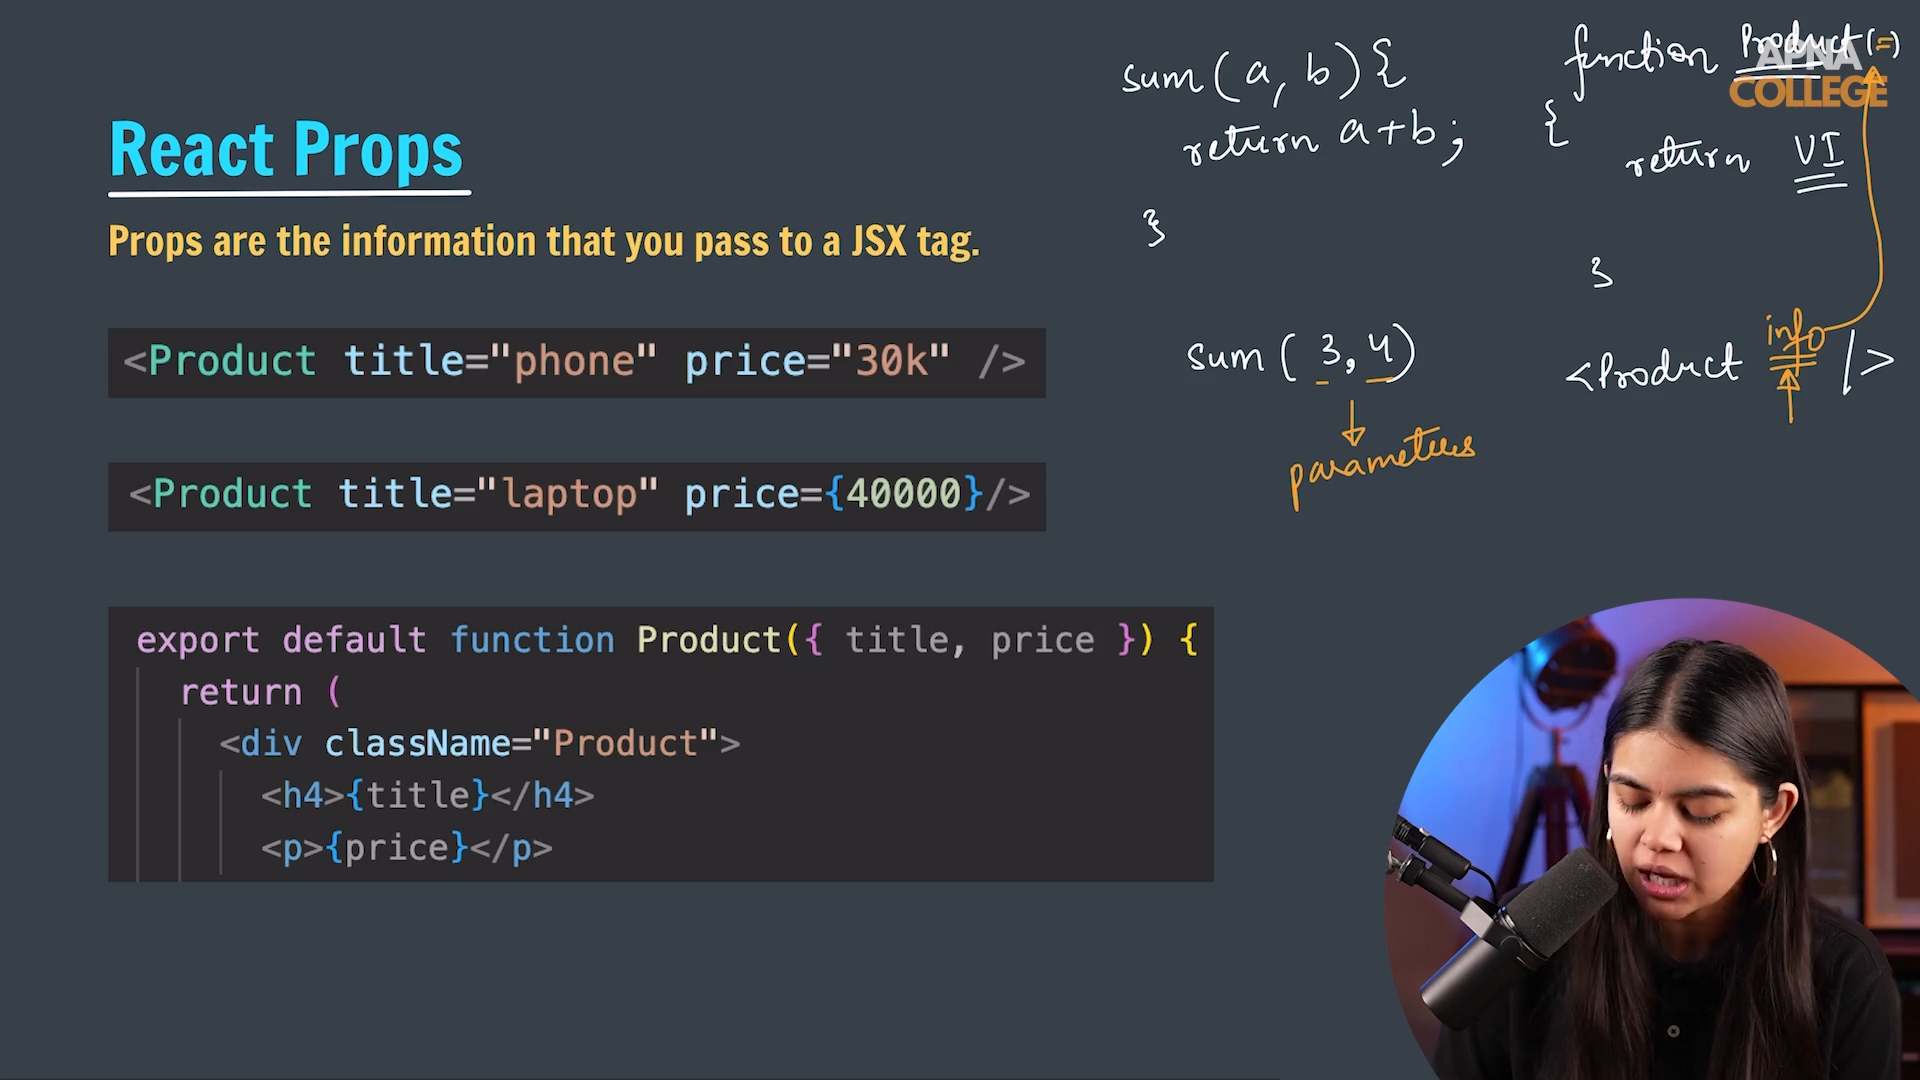 React Props
Props are the information that you pass to a JSX tag.
<Product title="phone" price="30k" />
<Product title="laptop" price={40000}/>
export default function Product({ title, price }) {
return (
<div className="Product">
<h4>{title}</h4>
<p>{price}</p>
sum(a, b){
return a+b;
}
sum(3,4)
parameters
function Product(=)
{
return UI
}
info
<Product />
APNA
COLLEGE